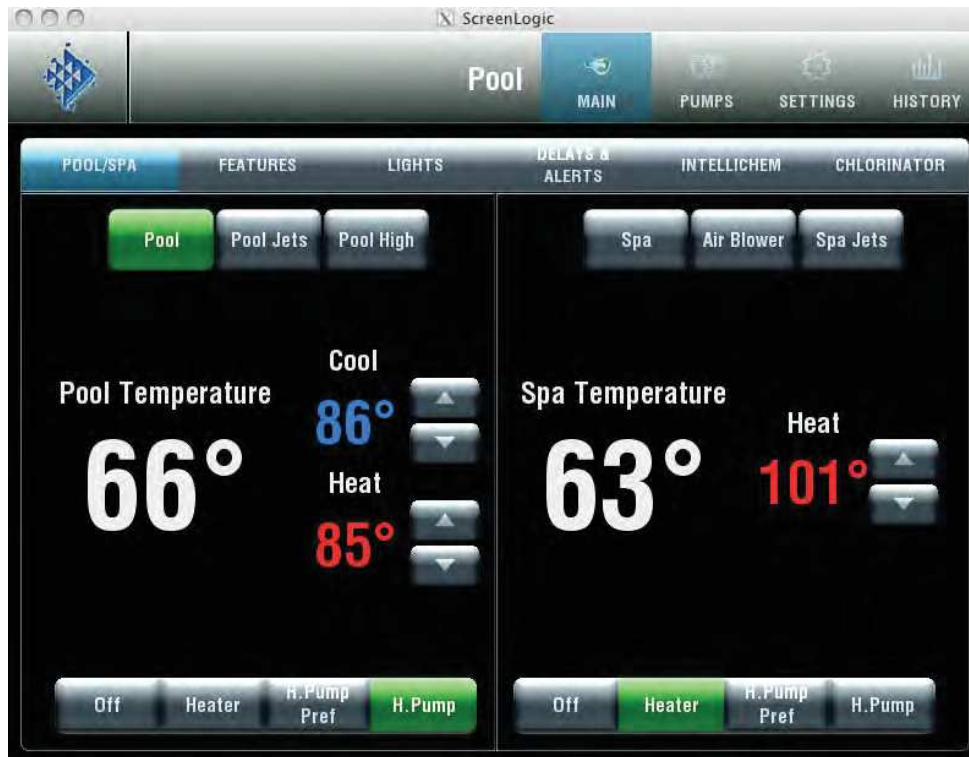 ScreenLogic
Pool
MAIN
PUMPS
SETTINGS
HISTORY
POOL/SPA
FEATURES
LIGHTS
DELAYS &
ALERTS
INTELLICHEM
CHLORINATOR
Pool
Pool Jets
Pool High
Spa
Air Blower
Spa Jets
Pool Temperature
66°
Cool
86°
Heat
85°
Spa Temperature
63°
Heat
101°
Off
Heater
H.Pump
Pref
H.Pump
Off
Heater
H.Pump
Pref
H.Pump